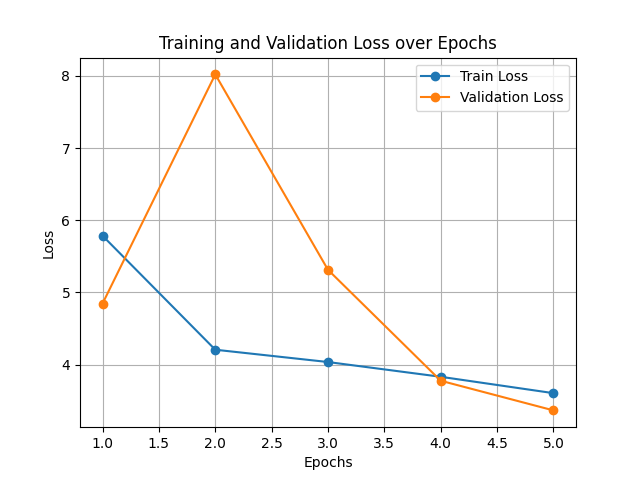 Training and Validation Loss over Epochs
Train Loss
Validation Loss
8
7
6
5
4
Loss
1.0 1.5 2.0 2.5 3.0 3.5 4.0 4.5 5.0
Epochs